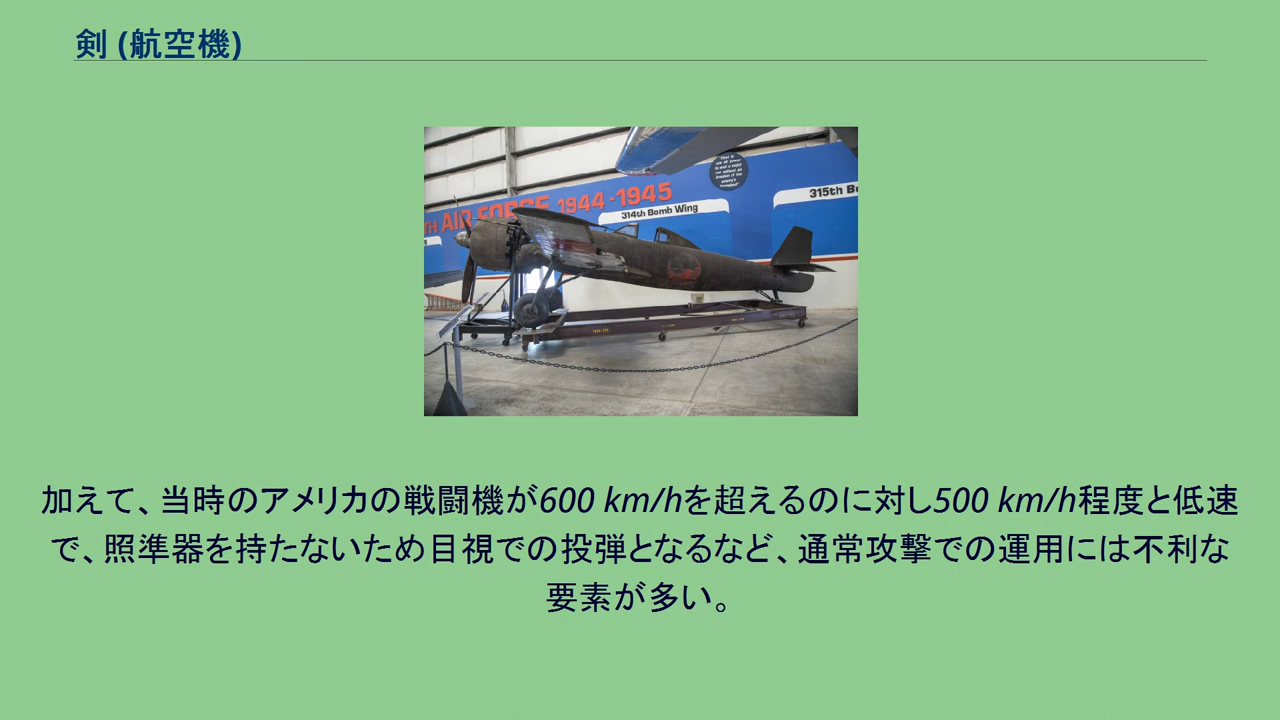 剣 (航空機)
TH AIR FORCE 1944 - 1945
314th Bomb Wing
315th B
加えて、当時のアメリカの戦闘機が600 km/hを超えるのに対し500 km/h程度と低速
で、照準器を持たないため目視での投弾となるなど、通常攻撃での運用には不利な
要素が多い。